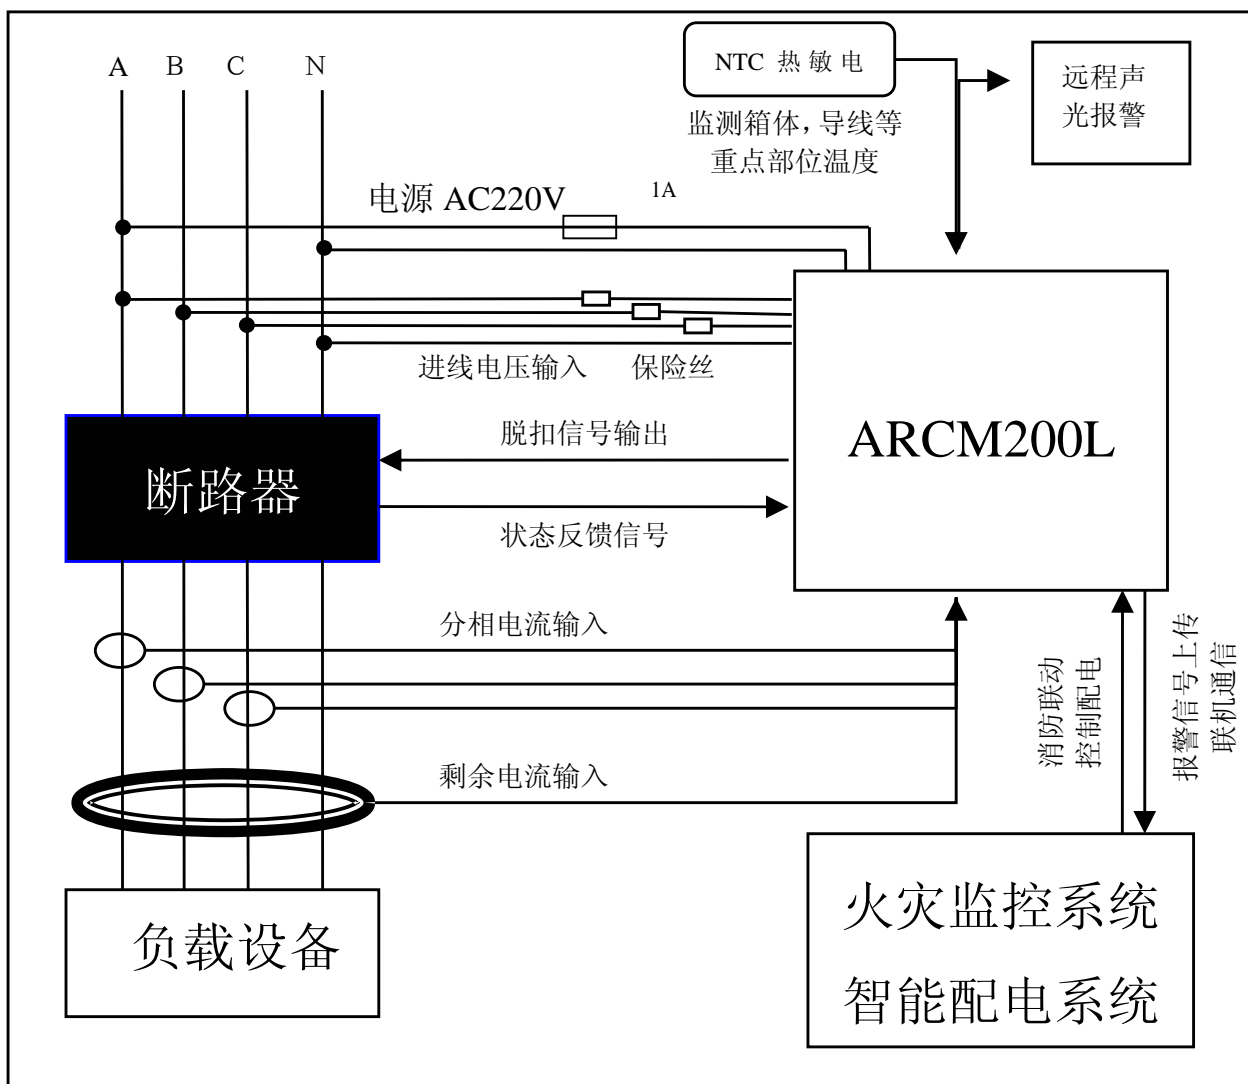 A B C N
NTC 热敏电
监测箱体，导线等
重点部位温度
远程声
光报警
电源 AC220V
1A
进线电压输入
保险丝
ARCM200L
脱扣信号输出
断路器
状态反馈信号
分相电流输入
消防联动
控制配电
报警信号上传
联机通信
剩余电流输入
负载设备
火灾监控系统
智能配电系统